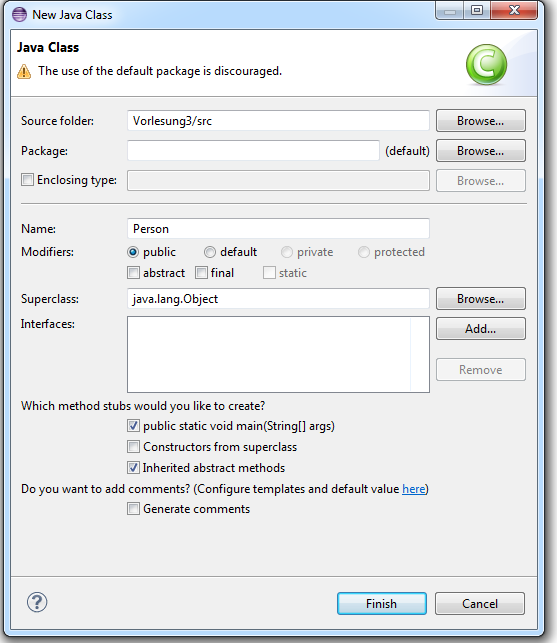 New Java Class
Java Class
The use of the default package is discouraged.
Source folder: Vorlesung3/src Browse...
Package: (default) Browse...
Enclosing type: Browse...
Name: Person
Modifiers: public default private protected
abstract final static
Superclass: java.lang.Object Browse...
Interfaces: Add...
Remove
Which method stubs would you like to create?
public static void main(String[] args)
Constructors from superclass
Inherited abstract methods
Do you want to add comments? (Configure templates and default value here)
Generate comments
? Finish Cancel